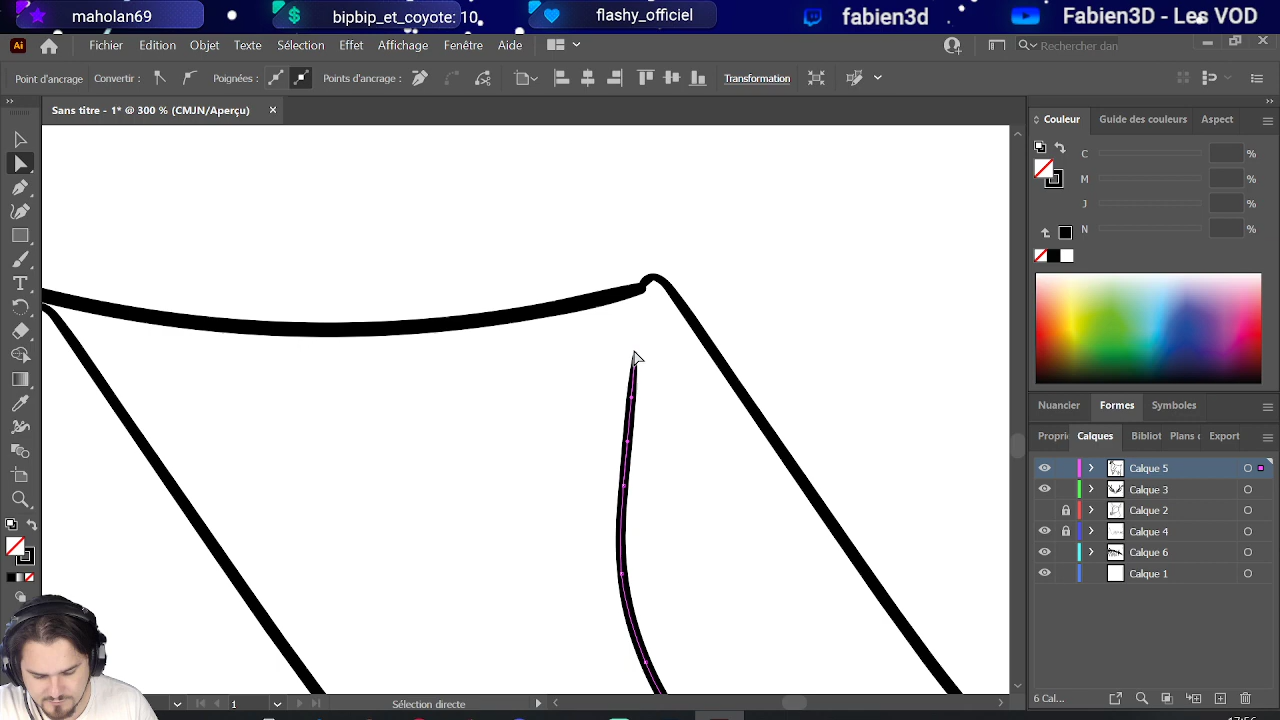 maholan69
bipbip_et_coyote: 10
flashy_officiel
fabien3d
Fabien3D - Les VOD
Ai
Fichier Edition Objet Texte Sélection Effet Affichage Fenêtre Aide
Rechercher dan
Point d'ancrage Convertir : Poignées : Points d'ancrage : Transformation
Sans titre - 1* @ 300 % (CMJN/Aperçu)
Couleur Guide des couleurs Aspect
C %
M %
J %
N %
Nuancier Formes Symboles
Proprié Calques Bibliot Plans d Export
Calque 5
Calque 3
Calque 2
Calque 4
Calque 6
Calque 1
1 Sélection directe
6 Cal...
17:56